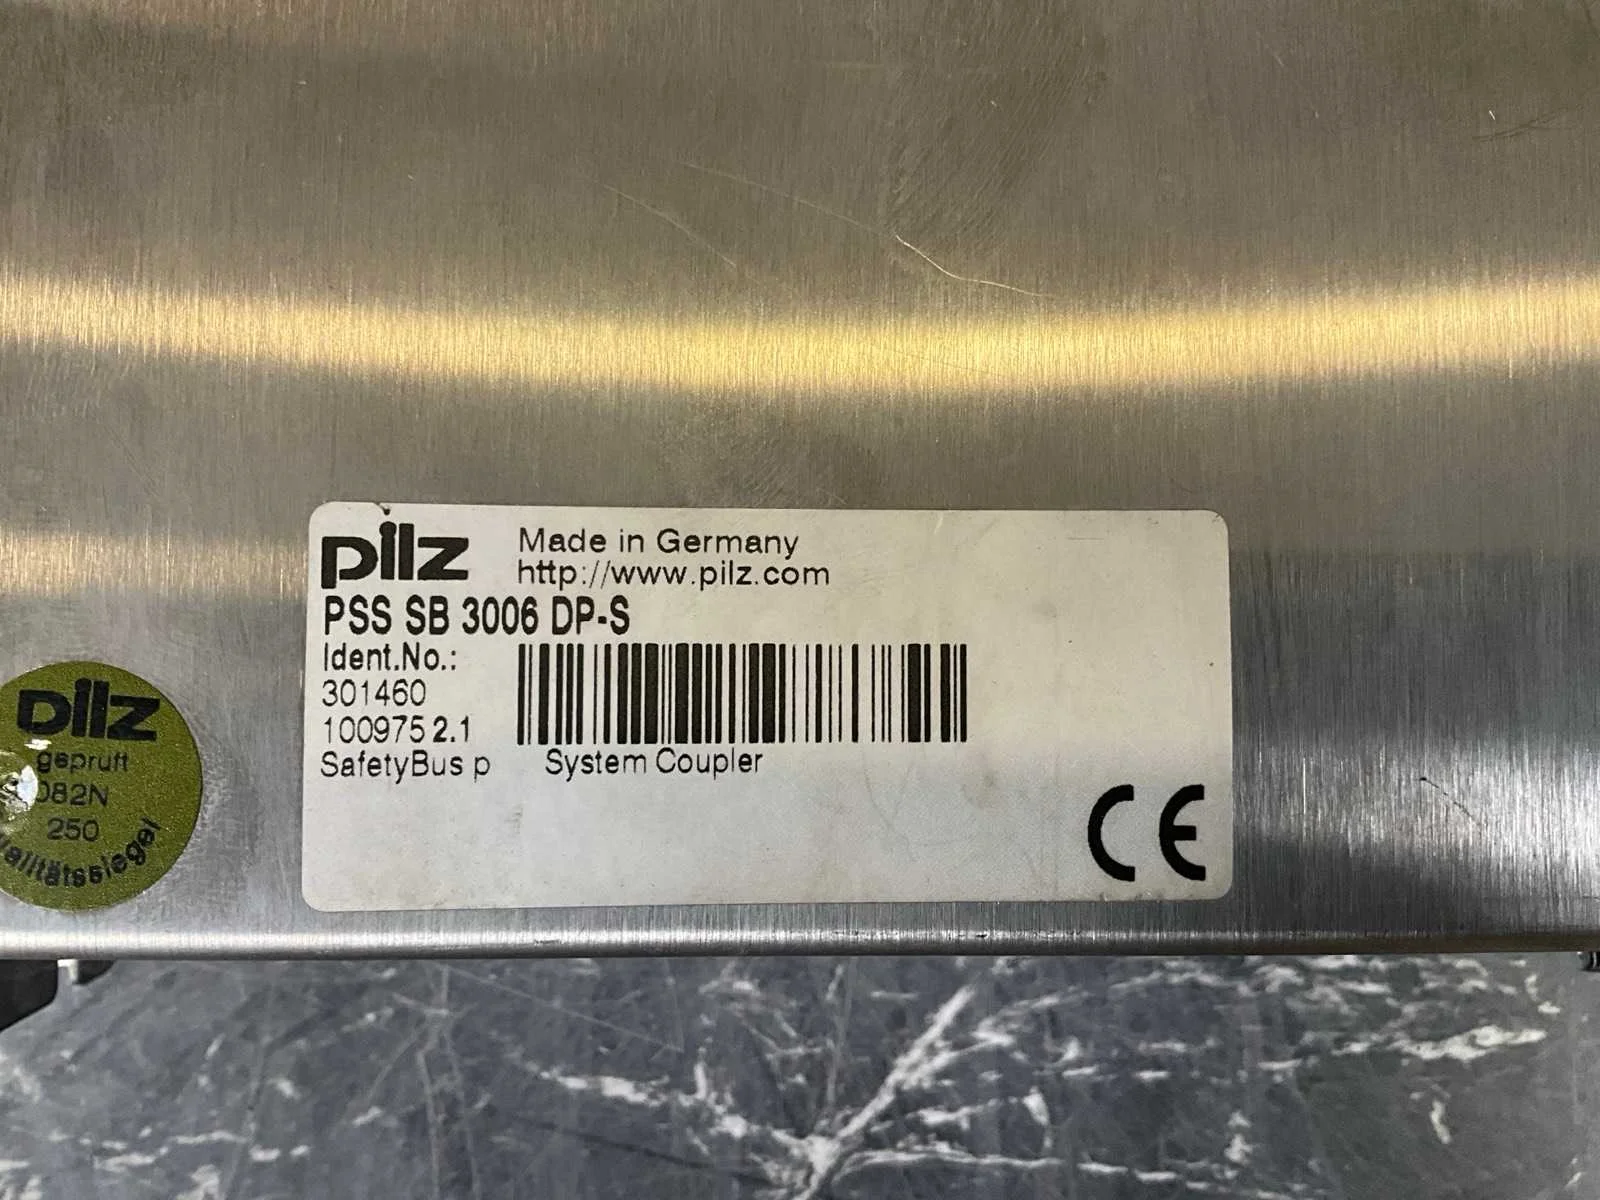 pilz
Made in Germany
http://www.pilz.com
PSS SB 3006 DP-S
Ident.No.:
301460
100975 2.1
SafetyBus p System Coupler
CE
pilz
geprüft
082N
250